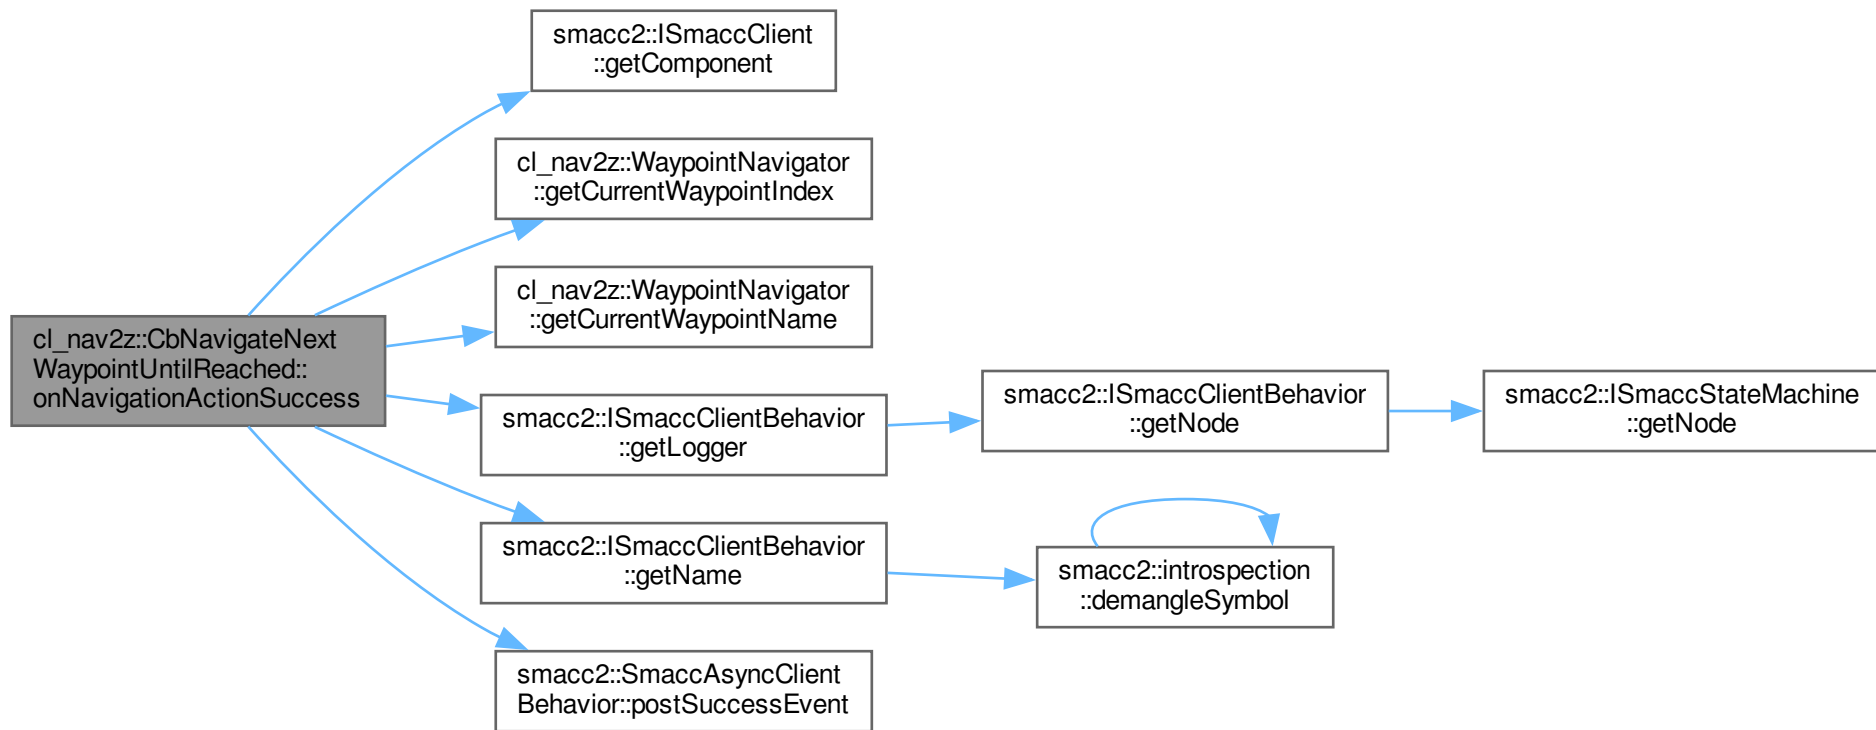 smacc2::ISmaccClient
::getComponent
cl_nav2z::WaypointNavigator
::getCurrentWaypointIndex
cl_nav2z::WaypointNavigator
::getCurrentWaypointName
cl_nav2z::CbNavigateNext
WaypointUntilReached::
onNavigationActionSuccess
smacc2::ISmaccClientBehavior
::getLogger
smacc2::ISmaccClientBehavior
::getNode
smacc2::ISmaccStateMachine
::getNode
smacc2::ISmaccClientBehavior
::getName
smacc2::introspection
::demangleSymbol
smacc2::SmaccAsyncClient
Behavior::postSuccessEvent